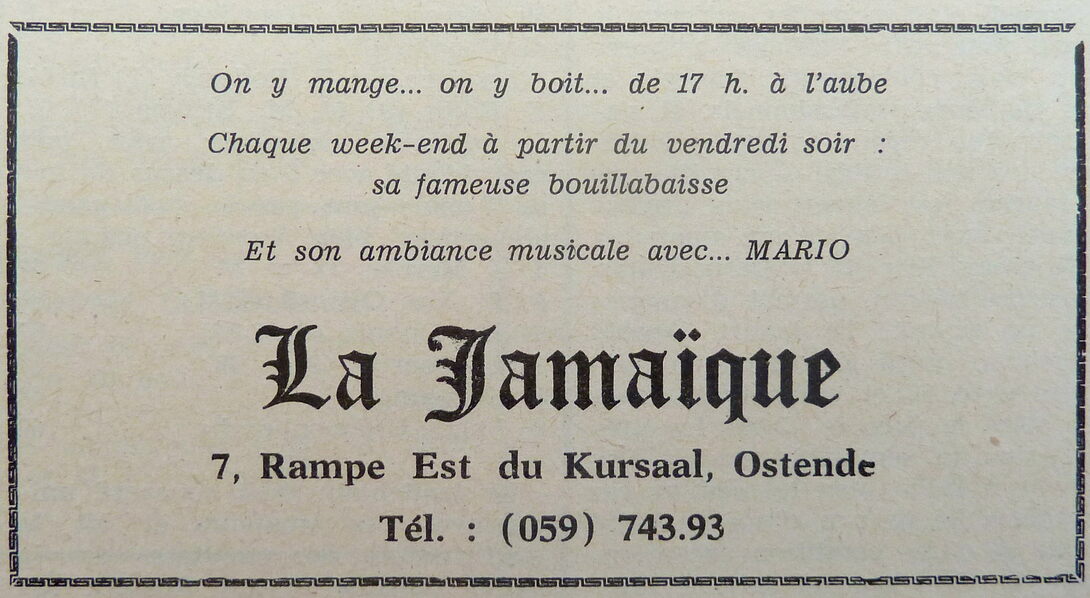 On y mange... on y boit... de 17 h. à l'aube
Chaque week-end à partir du vendredi soir :
sa fameuse bouillabaisse
Et son ambiance musicale avec... MARIO
La Jamaïque
7, Rampe Est du Kursaal, Ostende
Tél. : (059) 743.93